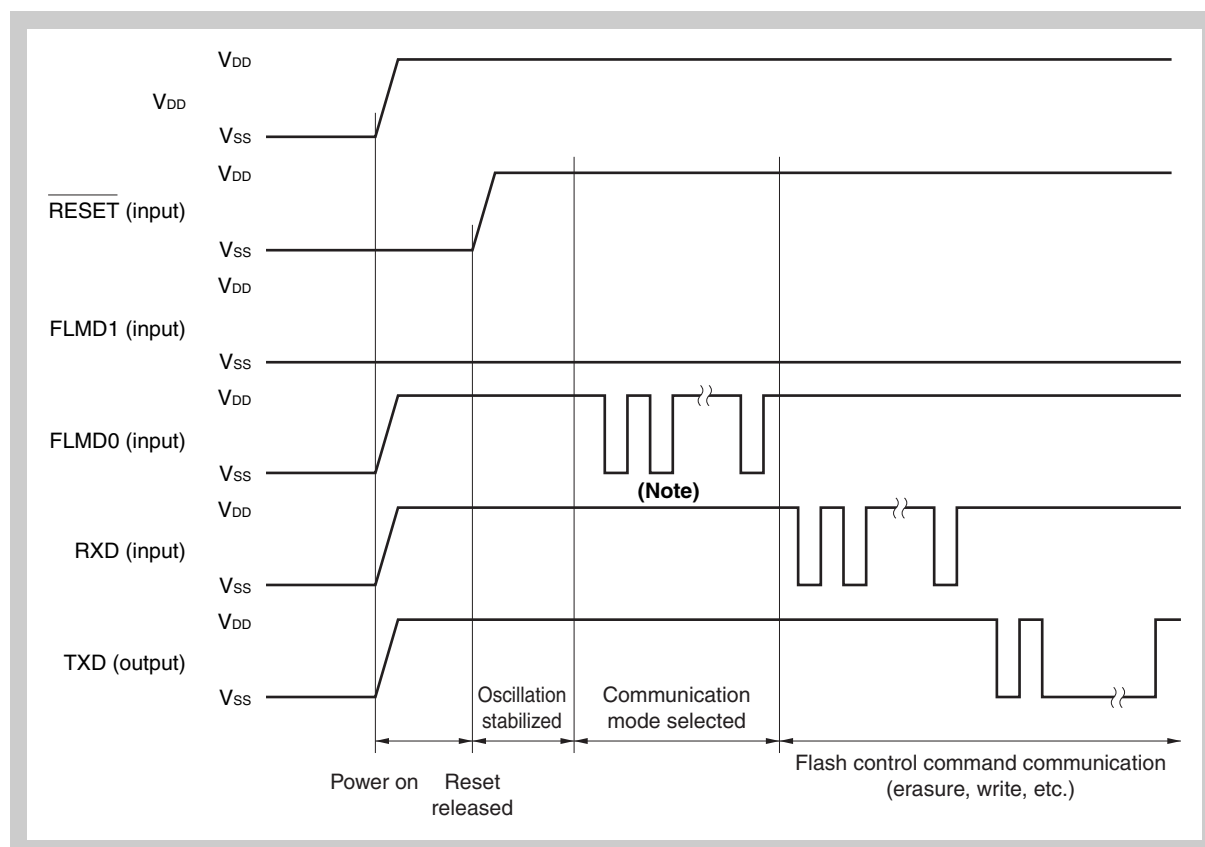 VDD
VDD
VSS
VDD
RESET (input)
VSS
VDD
FLMD1 (input)
VSS
VDD
FLMD0 (input)
VSS
(Note)
VDD
RXD (input)
VSS
VDD
TXD (output)
VSS
Oscillation
stabilized
Communication
mode selected
Power on
Reset
released
Flash control command communication
(erasure, write, etc.)